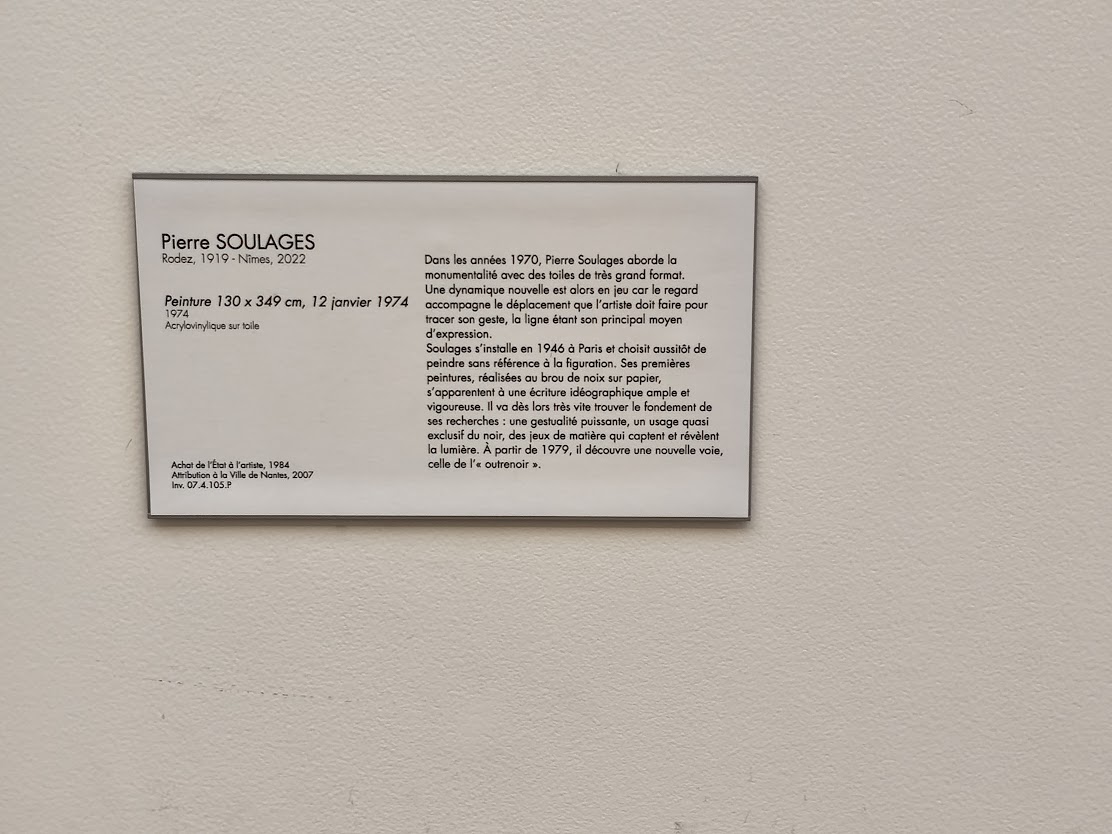 Pierre SOULAGES
Rodez, 1919 - Nîmes, 2022
Peinture 130 x 349 cm, 12 janvier 1974
1974
Acrylovinylique sur toile
Achat de l'État à l'artiste, 1984
Attribution à la Ville de Nantes, 2007
Inv. 07.4.105.P
Dans les années 1970, Pierre Soulages aborde la
monumentalité avec des toiles de très grand format.
Une dynamique nouvelle est alors en jeu car le regard
accompagne le déplacement que l'artiste doit faire pour
tracer son geste, la ligne étant son principal moyen
d'expression.
Soulages s'installe en 1946 à Paris et choisit aussitôt de
peindre sans référence à la figuration. Ses premières
peintures, réalisées au brou de noix sur papier,
s'apparentent à une écriture idéographique ample et
vigoureuse. Il va dès lors très vite trouver le fondement de
ses recherches : une gestualité puissante, un usage quasi
exclusif du noir, des jeux de matière qui captent et révèlent
la lumière. À partir de 1979, il découvre une nouvelle voie,
celle de l'« outrenoir ».